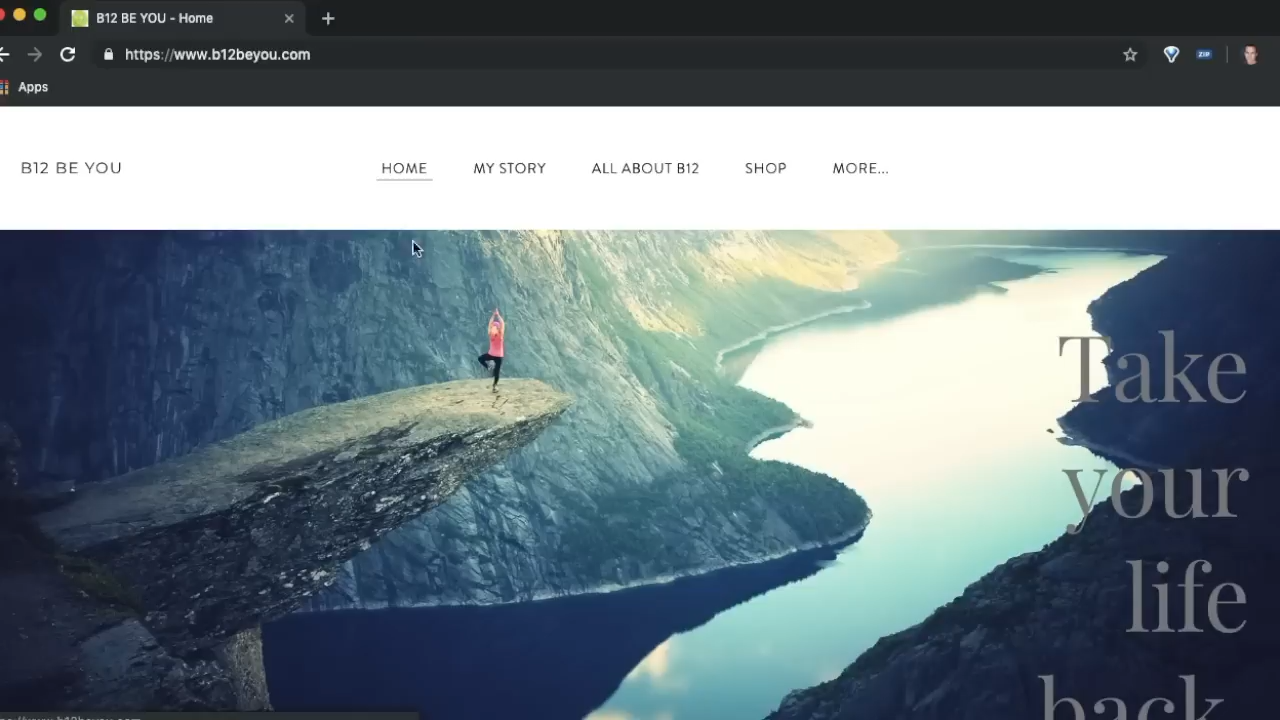 B12 BE YOU - Home
https://www.b12beyou.com
ZIP
Apps
B12 BE YOU
HOME MY STORY ALL ABOUT B12 SHOP MORE...
Take
your
life
back